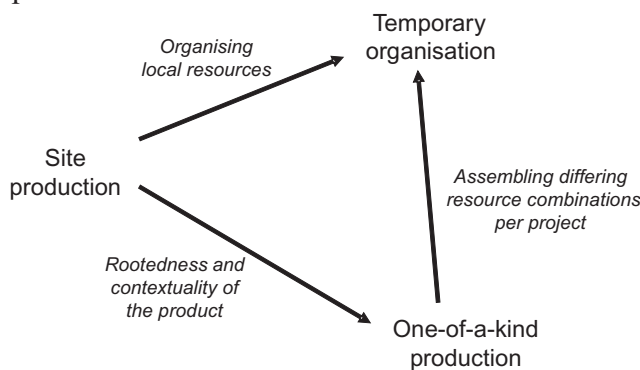 Temporary
organisation
Organising
local resources
Site
production
Assembling differing
resource combinations
per project
Rootedness and
contextuality of
the product
One-of-a-kind
production